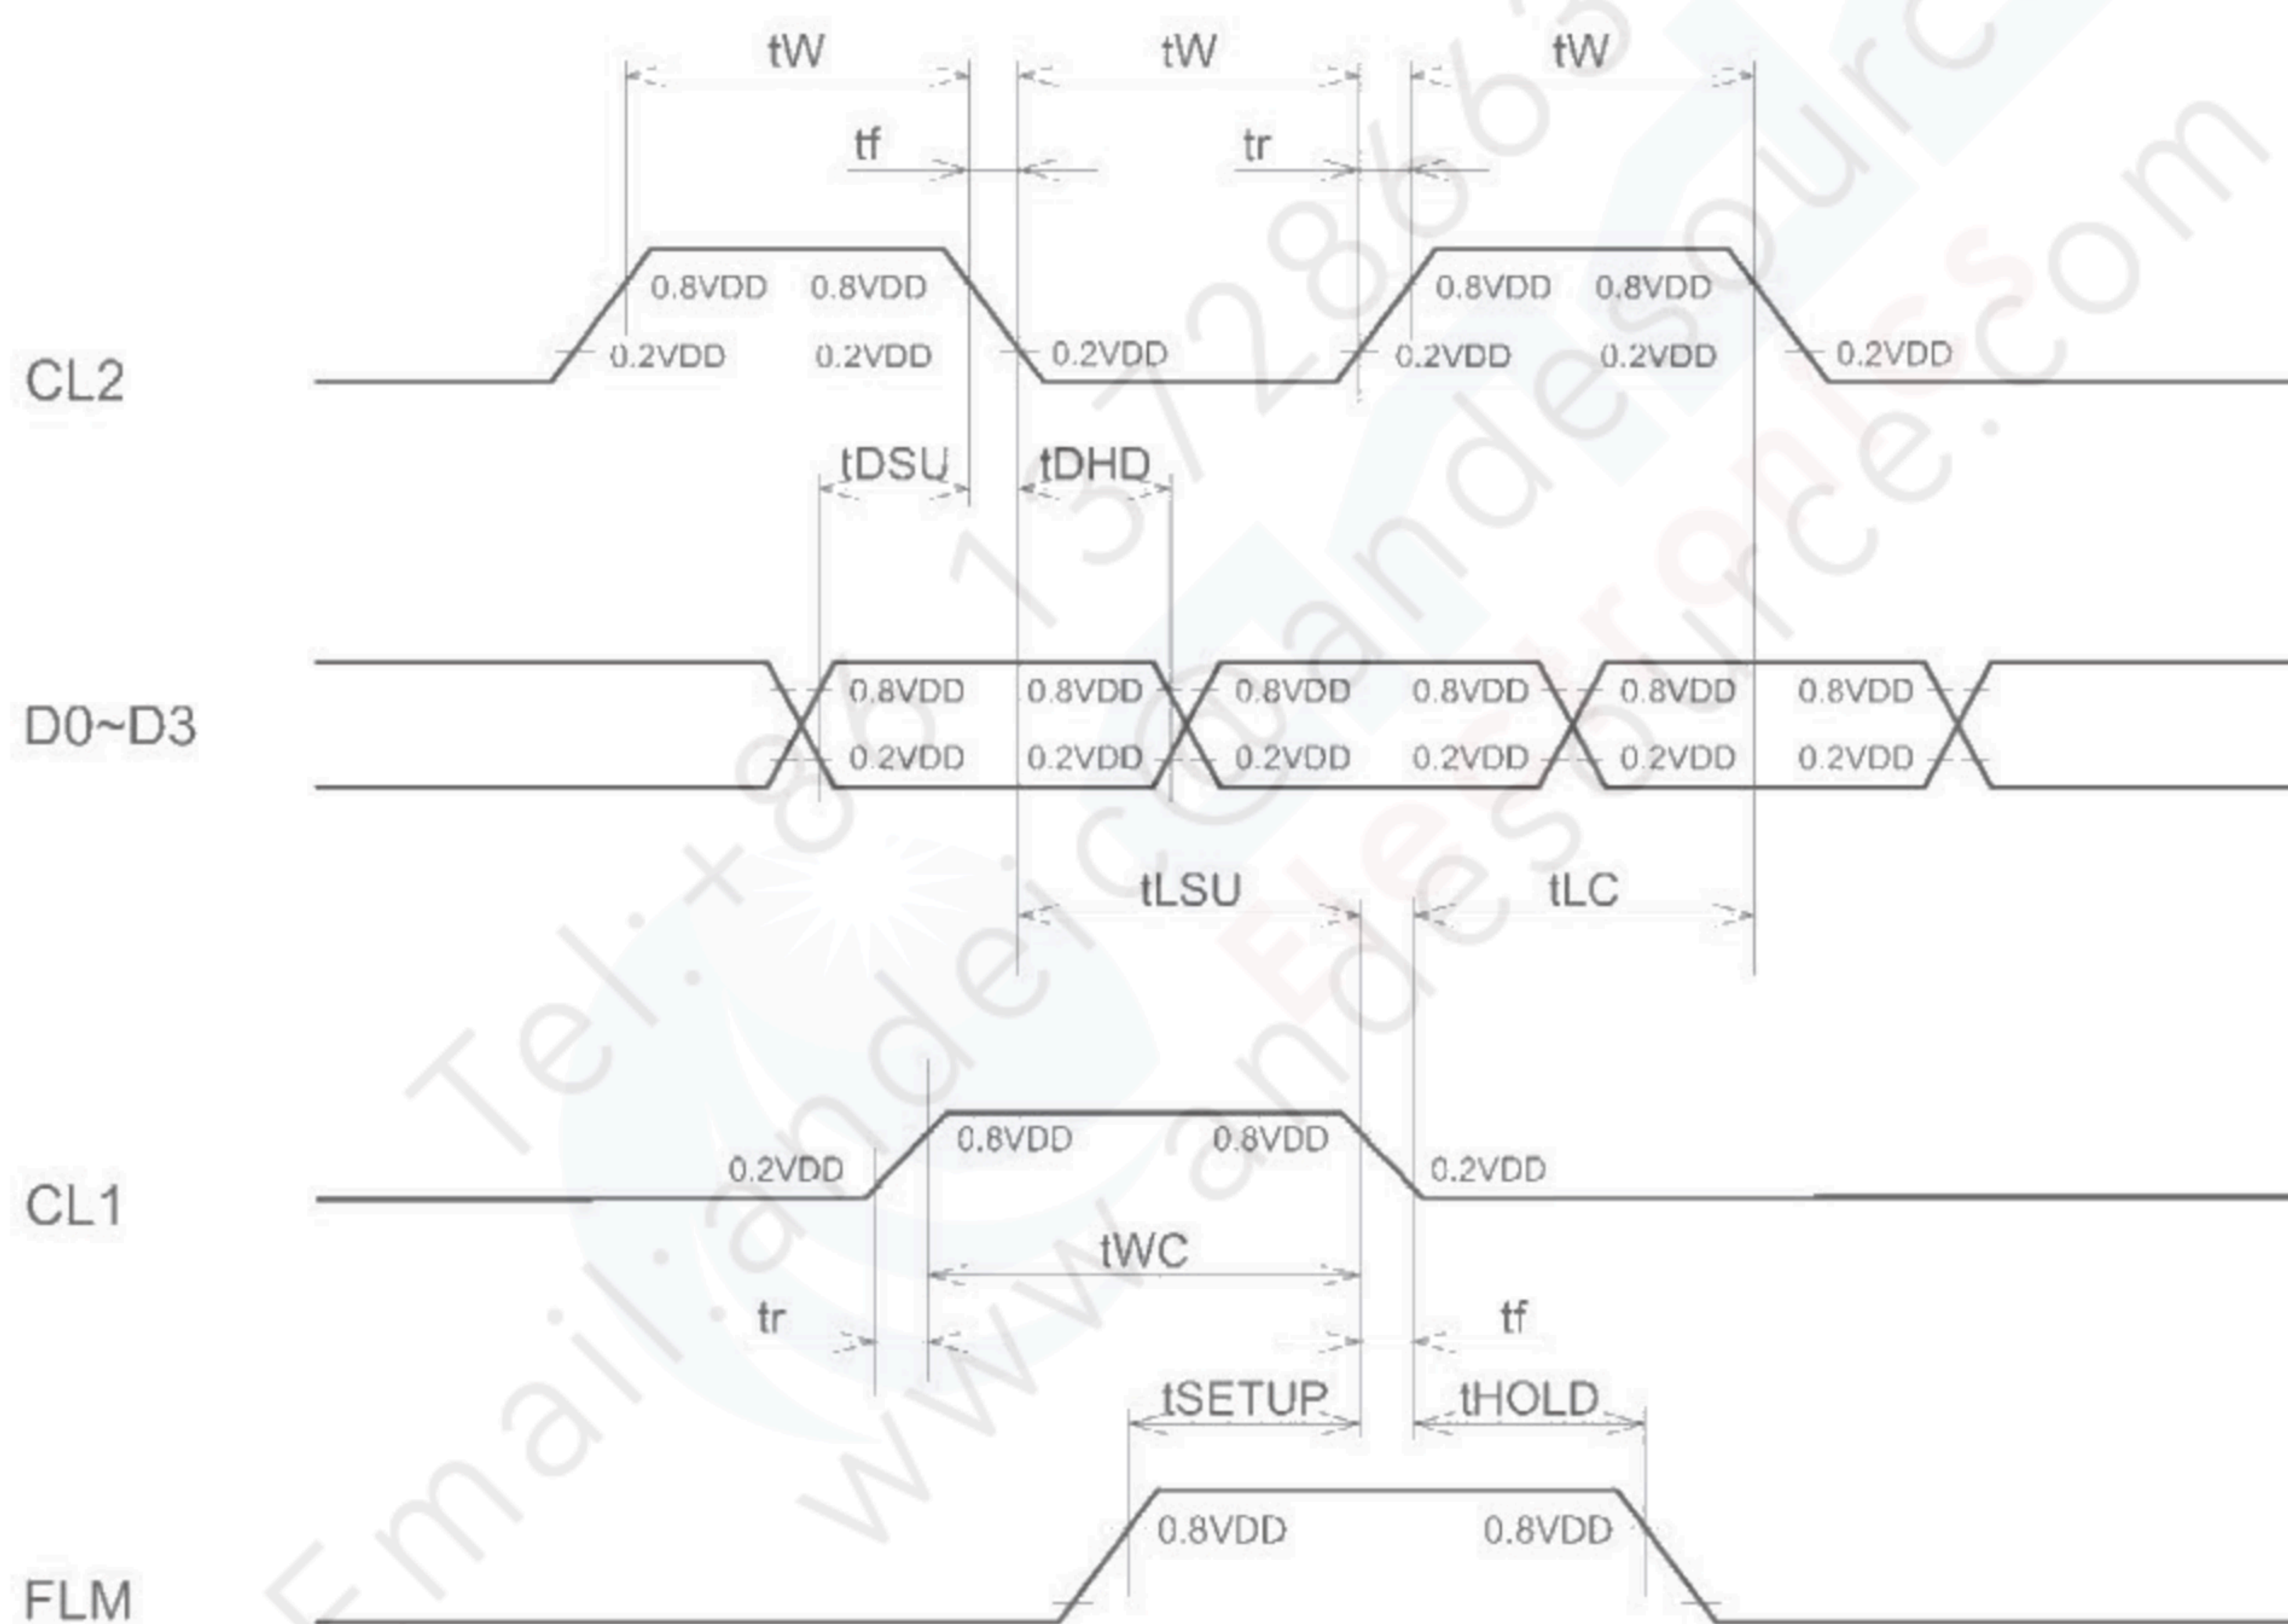 tW tW tW
tf tr
0.8VDD 0.8VDD 0.8VDD 0.8VDD
CL2 0.2VDD 0.2VDD 0.2VDD 0.2VDD 0.2VDD 0.2VDD
tDSU tDHD
0.8VDD 0.8VDD 0.8VDD 0.8VDD 0.8VDD 0.8VDD
D0~D3
0.2VDD 0.2VDD 0.2VDD 0.2VDD 0.2VDD 0.2VDD
tLSU tLC
0.8VDD 0.8VDD
0.2VDD 0.2VDD
CL1
tWC
tr tf
tSETUP tHOLD
0.8VDD 0.8VDD
FLM